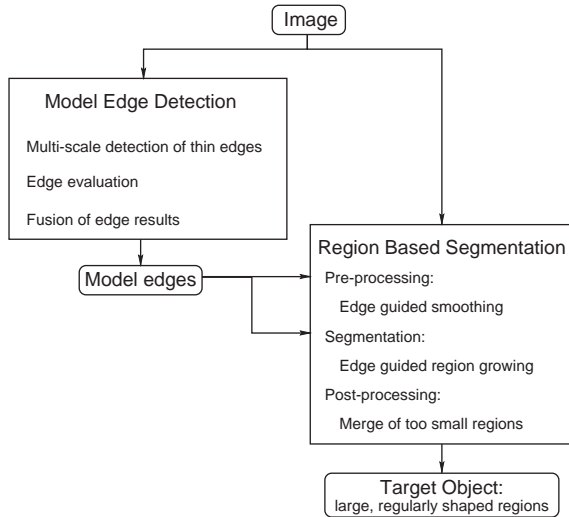 Image
Model Edge Detection
Multi-scale detection of thin edges
Edge evaluation
Fusion of edge results
Model edges
Region Based Segmentation
Pre-processing:
Edge guided smoothing
Segmentation:
Edge guided region growing
Post-processing:
Merge of too small regions
Target Object:
large, regularly shaped regions